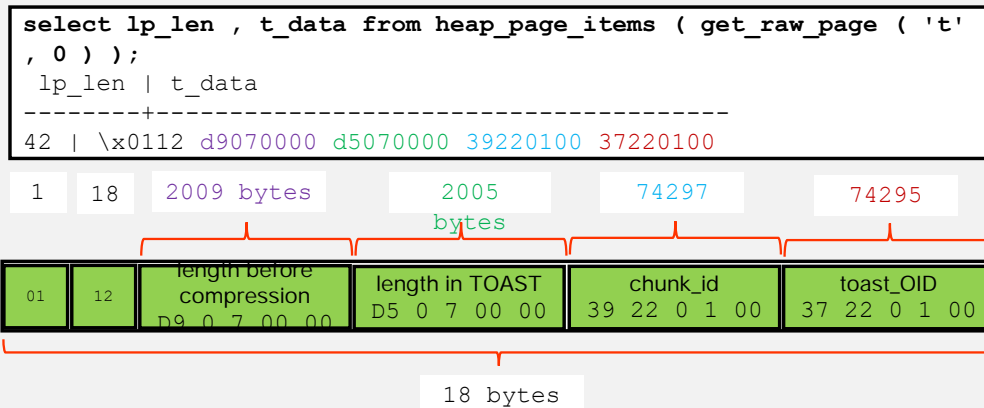 select lp_len , t_data from heap_page_items ( get_raw_page ( 't'
, 0 ) );
lp_len | t_data
--------+----------------------------------------
42 | \x0112 d9070000 d5070000 39220100 37220100
1 18 2009 bytes 2005 bytes 74297 74295
01 12 length before compression D9 0 7 00 00 length in TOAST D5 0 7 00 00 chunk_id 39 22 0 1 00 toast_OID 37 22 0 1 00
18 bytes